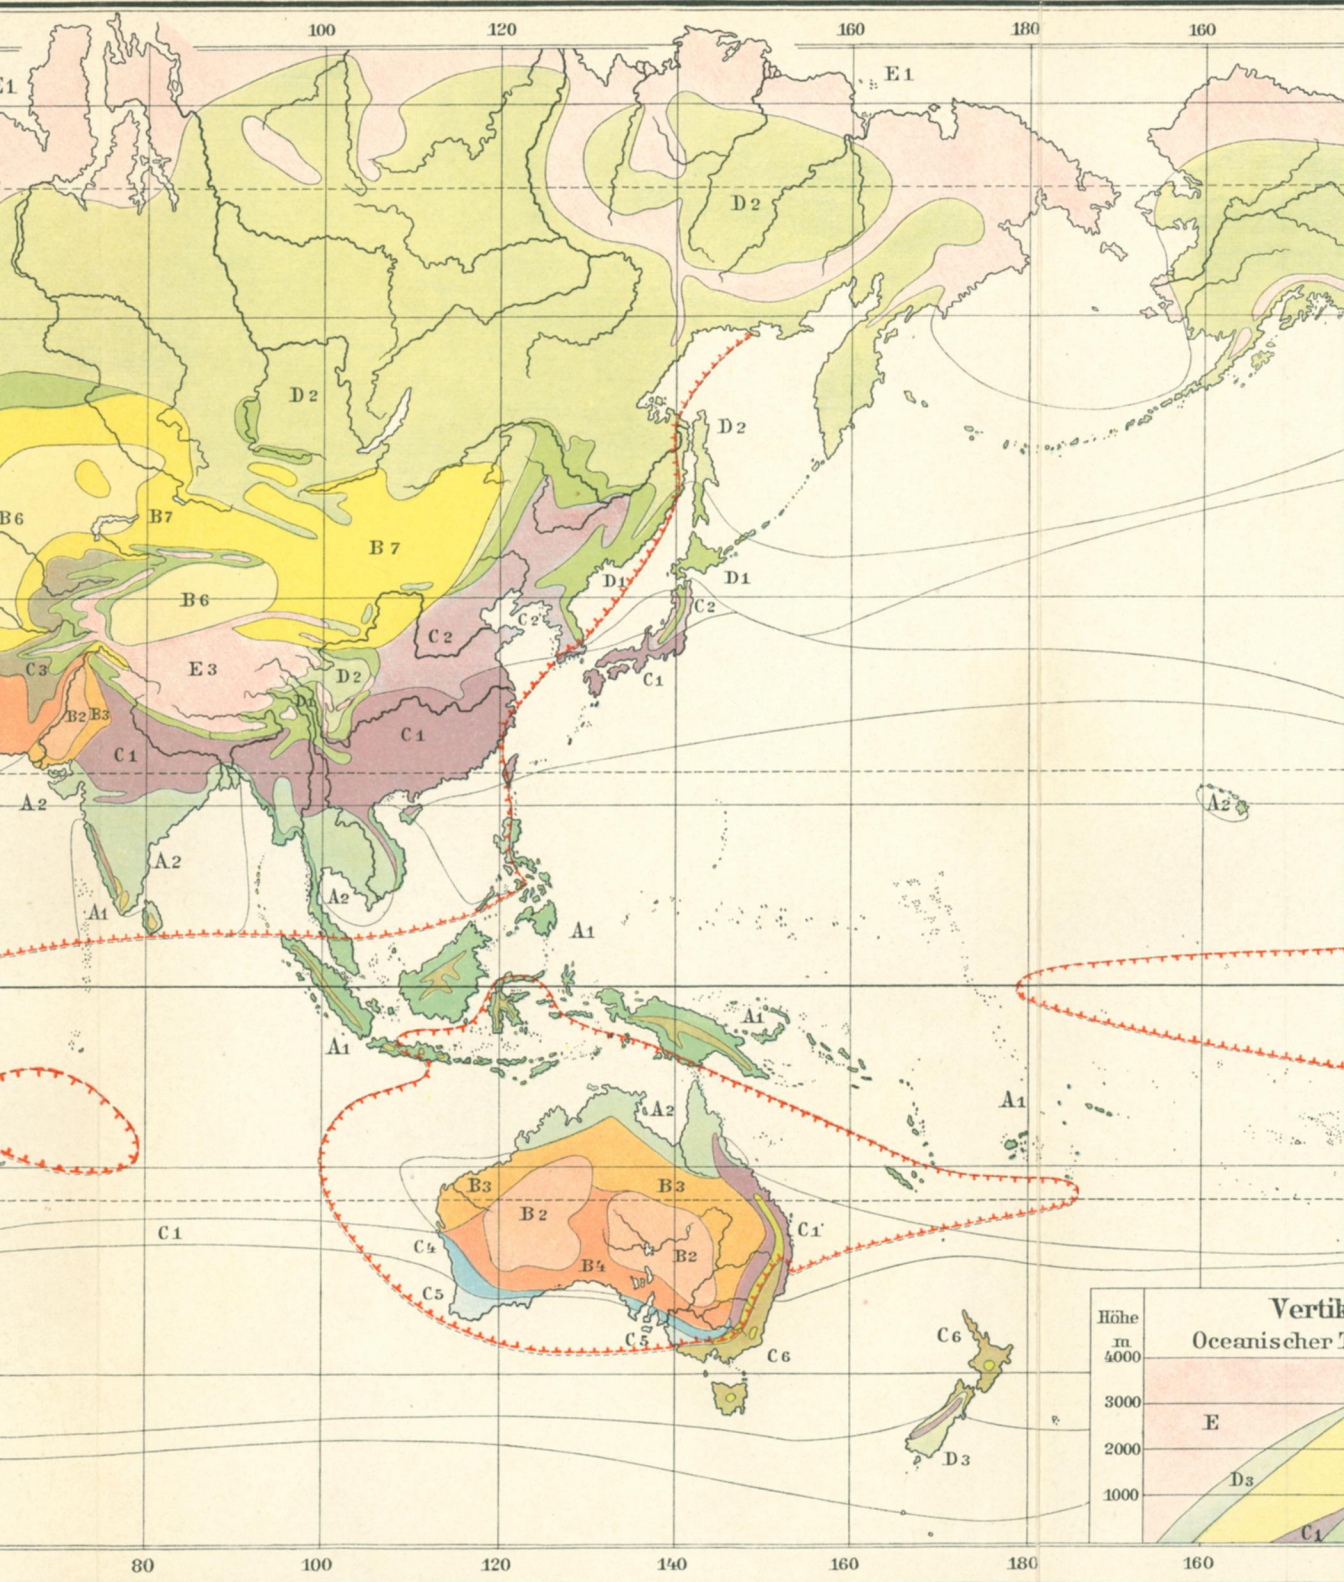 100 120 160 180 160
E1 E1
D2
D2
D2
B6 B7 B7
B6 D1 D1
C2 C2 C2
C3 E3 D2 C1
B2 B3 D1
C1 C1
A2 A2
A2 A2
A1 A1
A1
A1
A2 A1
B3 B3
B2 C1
C1 C4 B2
B4
C5
C5 C6 C6
D3
Höhe
m
Oceanischer
4000
3000
E
2000
D3
1000
C1
80 100 120 140 160 180 160